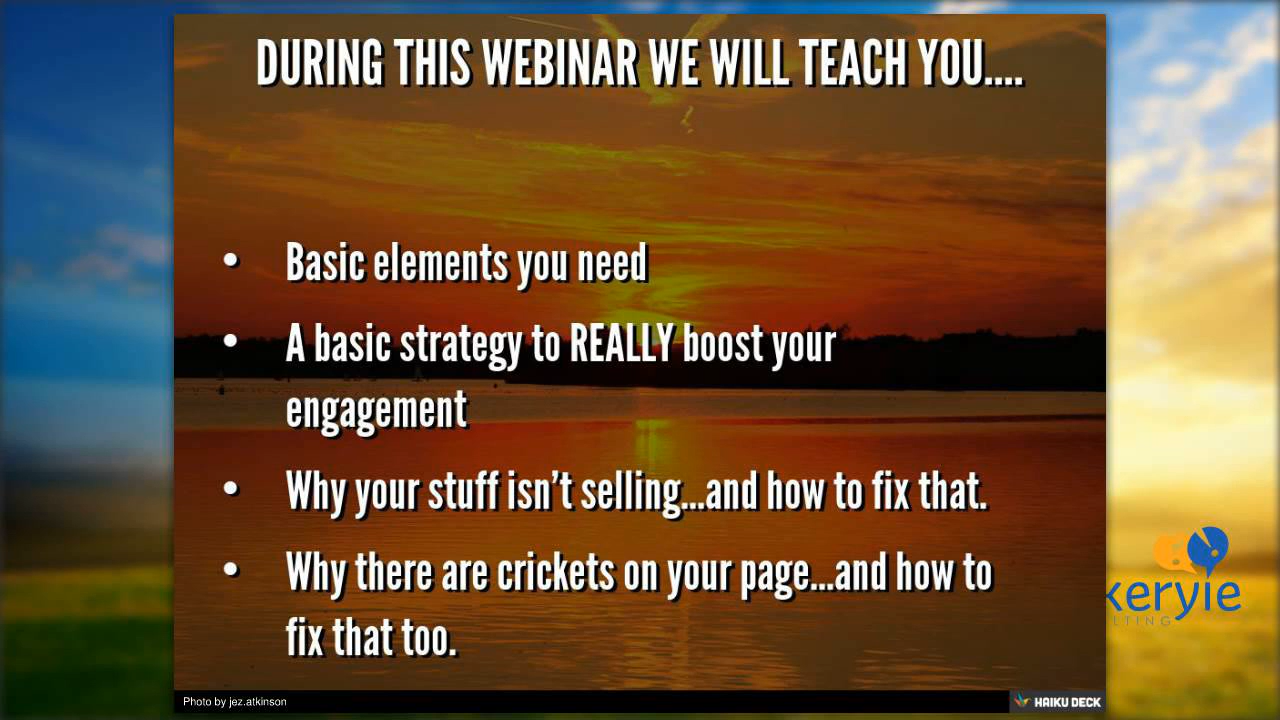 DURING THIS WEBINAR WE WILL TEACH YOU....
• Basic elements you need
• A basic strategy to REALLY boost your
engagement
• Why your stuff isn't selling...and how to fix that.
• Why there are crickets on your page...and how to
fix that too.
keryie
LTING
Photo by jez.atkinson
HAIKU DECK